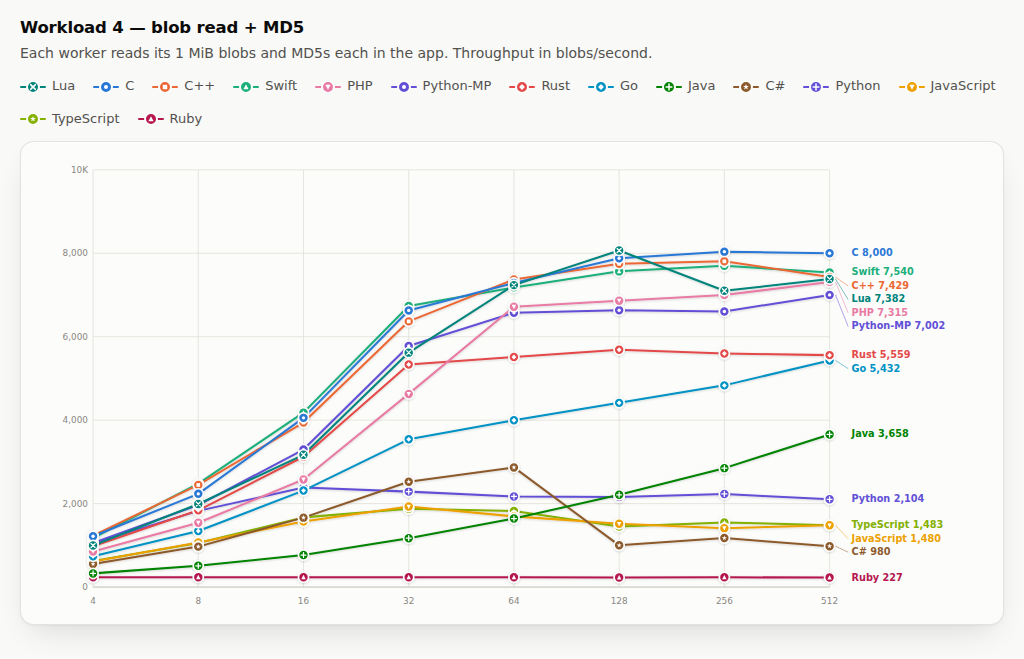 Workload 4 — blob read + MD5
Each worker reads its 1 MiB blobs and MD5s each in the app. Throughput in blobs/second.
Lua C C++ Swift PHP Python-MP Rust Go Java C# Python JavaScript
TypeScript Ruby
10K
8,000
6,000
4,000
2,000
0
4 8 16 32 64 128 256 512
C 8,000
Swift 7,540
C++ 7,429
Lua 7,382
PHP 7,315
Python-MP 7,002
Rust 5,559
Go 5,432
Java 3,658
Python 2,104
TypeScript 1,483
JavaScript 1,480
C# 980
Ruby 227